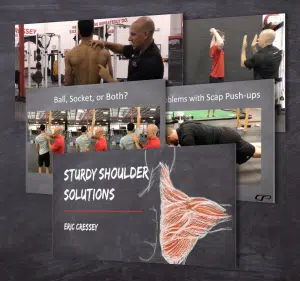 Ball, Socket, or Both?
blems with Scap Push-ups
STURDY SHOULDER
SOLUTIONS
ERIC CRESSEY